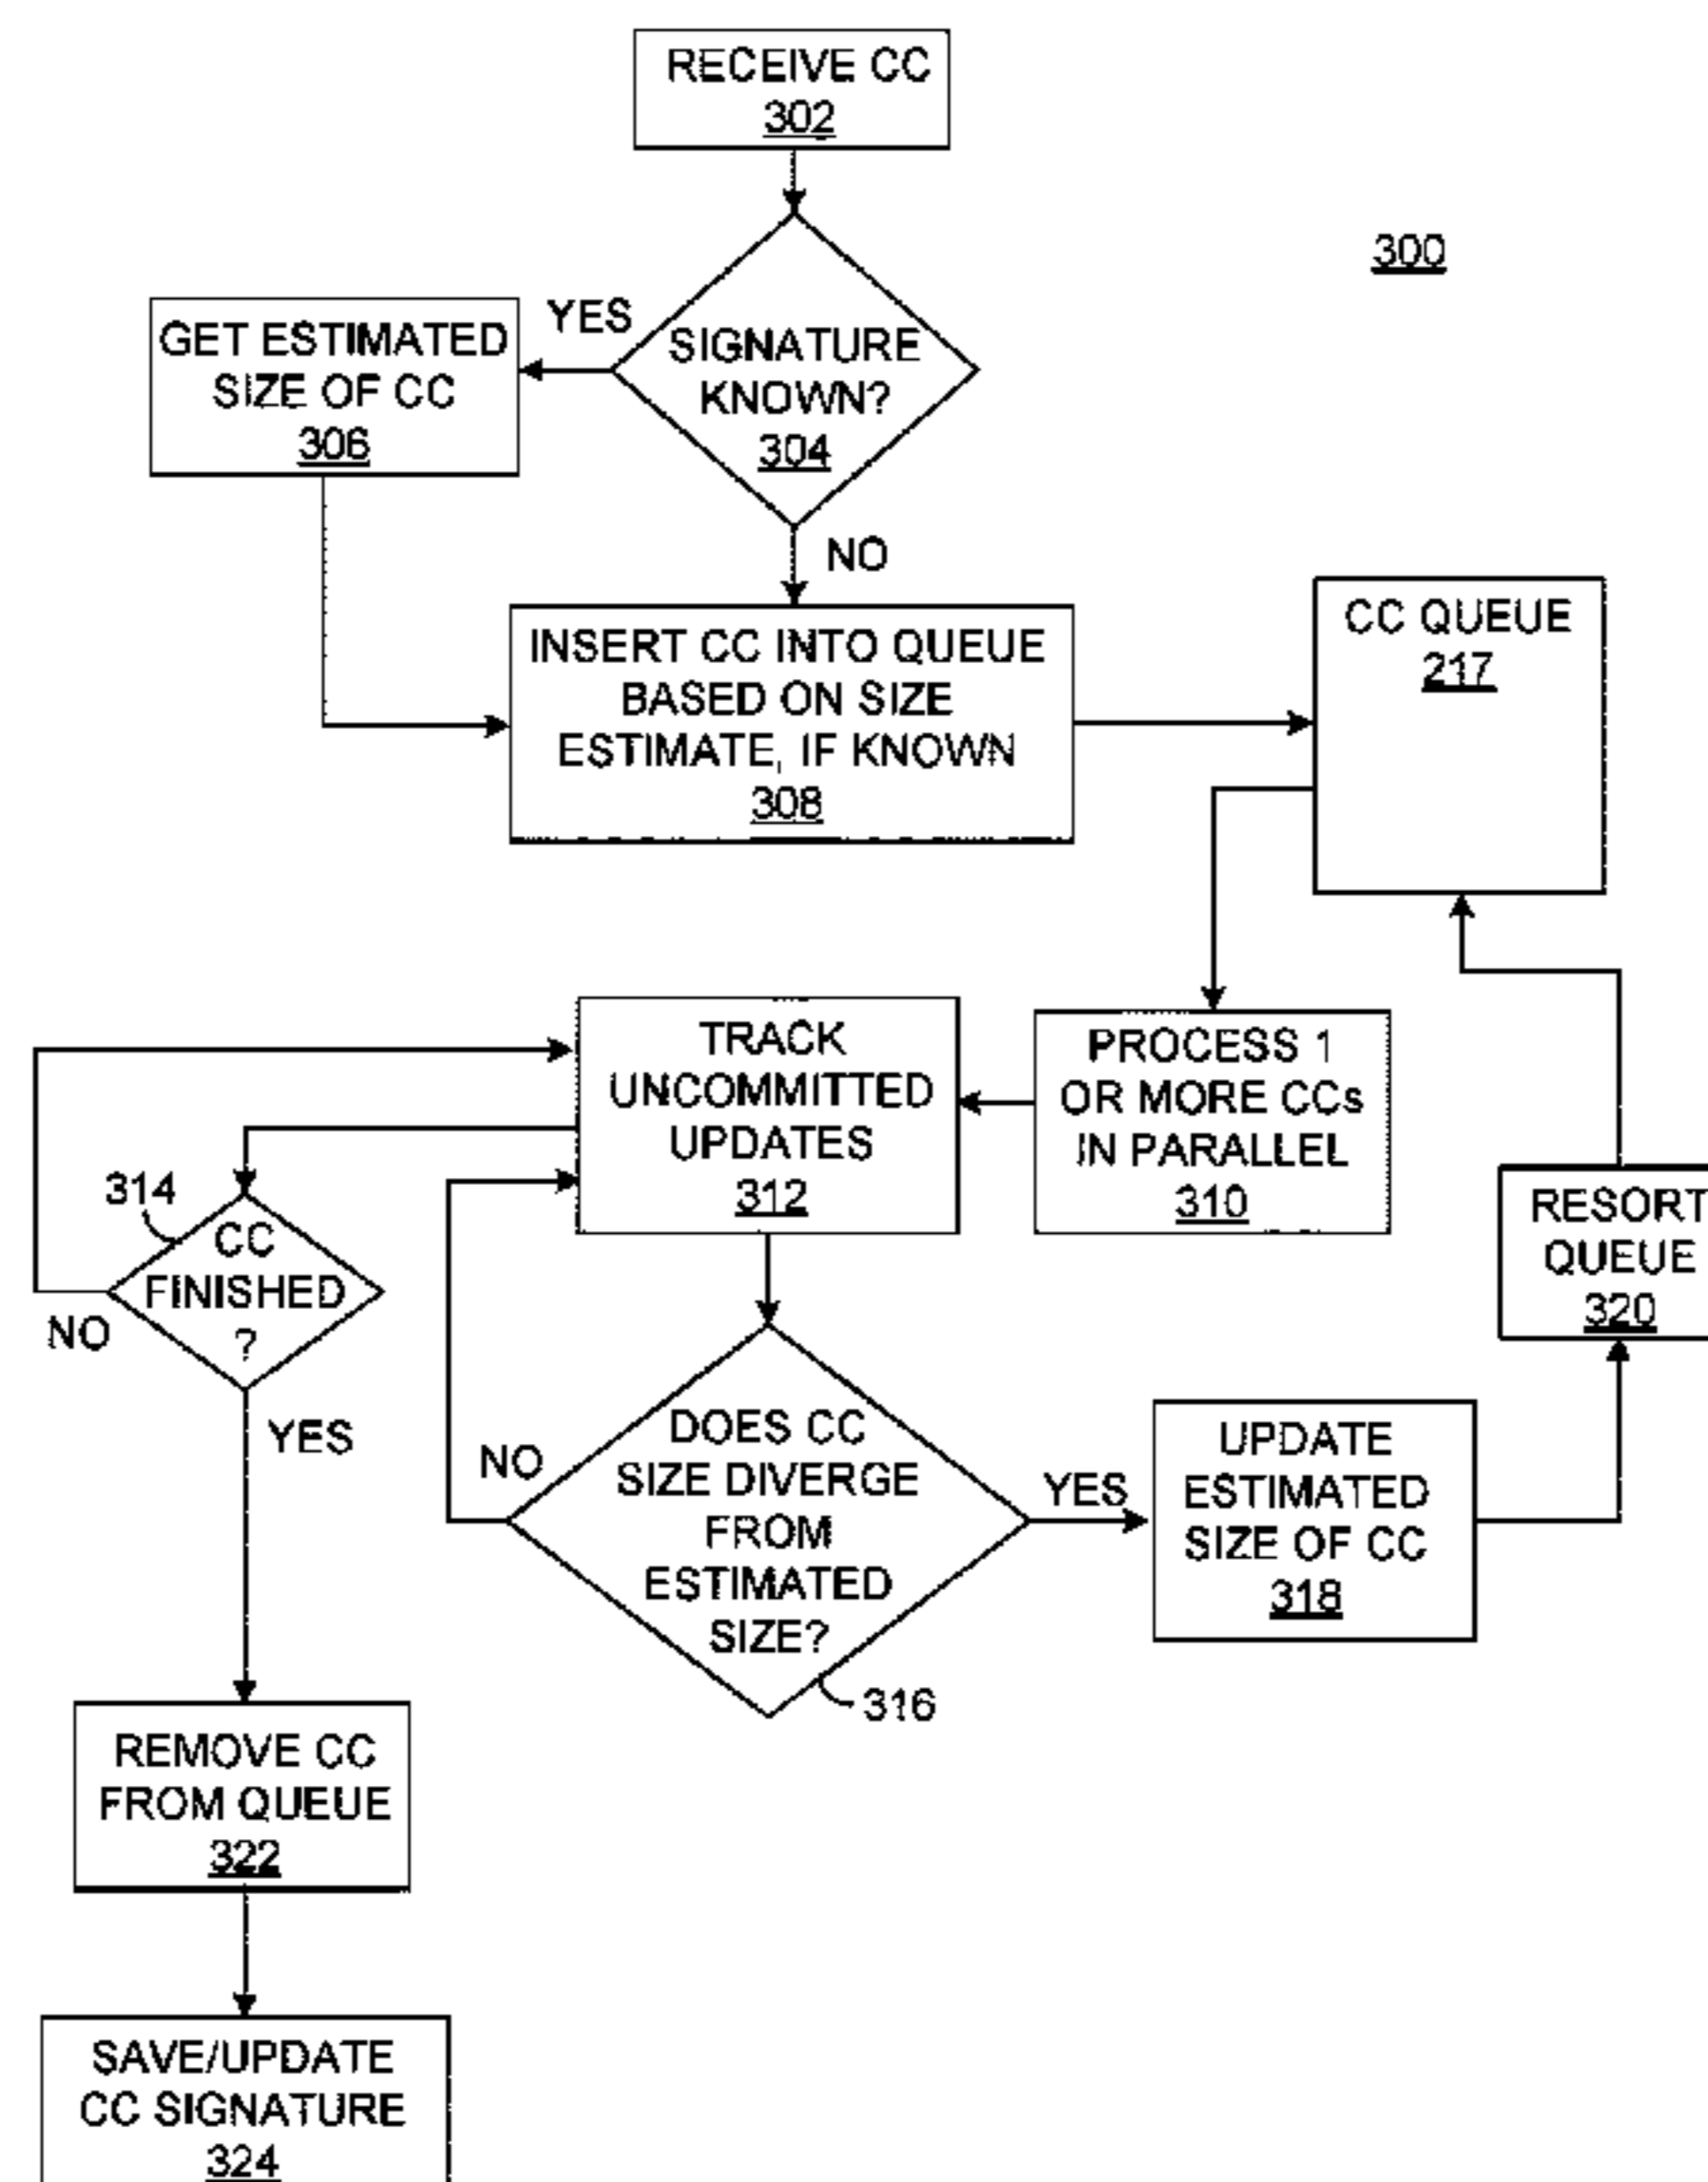 RECEIVE CC
302
300
YES
GET ESTIMATED
SIZE OF CC
306
SIGNATURE
KNOWN?
304
NO
INSERT CC INTO QUEUE
BASED ON SIZE
ESTIMATE, IF KNOWN
308
CC QUEUE
217
TRACK
UNCOMMITTED
UPDATES
312
PROCESS 1
OR MORE CCs
IN PARALLEL
310
RESORT
QUEUE
320
314
CC
FINISHED
?
NO
YES
NO
DOES CC
SIZE DIVERGE
FROM
ESTIMATED
SIZE?
316
YES
UPDATE
ESTIMATED
SIZE OF CC
318
REMOVE CC
FROM QUEUE
322
SAVE/UPDATE
CC SIGNATURE
324